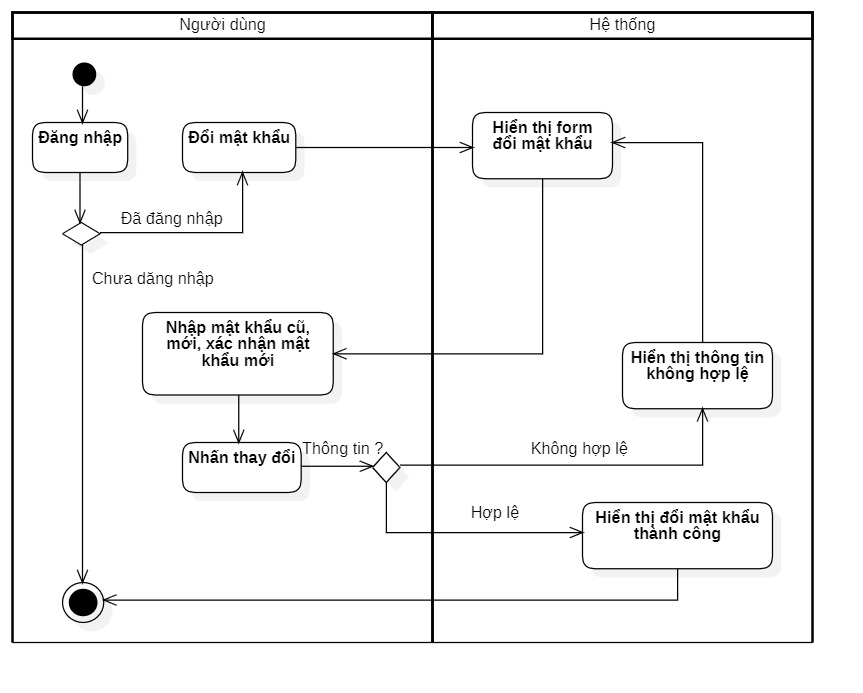 Người dùng
Hệ thống
Đăng nhập
Đổi mật khẩu
Hiển thị form
đổi mật khẩu
Đã đăng nhập
Chưa dăng nhập
Nhập mật khẩu cũ,
mới, xác nhận mật
khẩu mới
Hiển thị thông tin
không hợp lệ
Nhấn thay đổi
Thông tin ?
Không hợp lệ
Hợp lệ
Hiển thị đổi mật khẩu
thành công